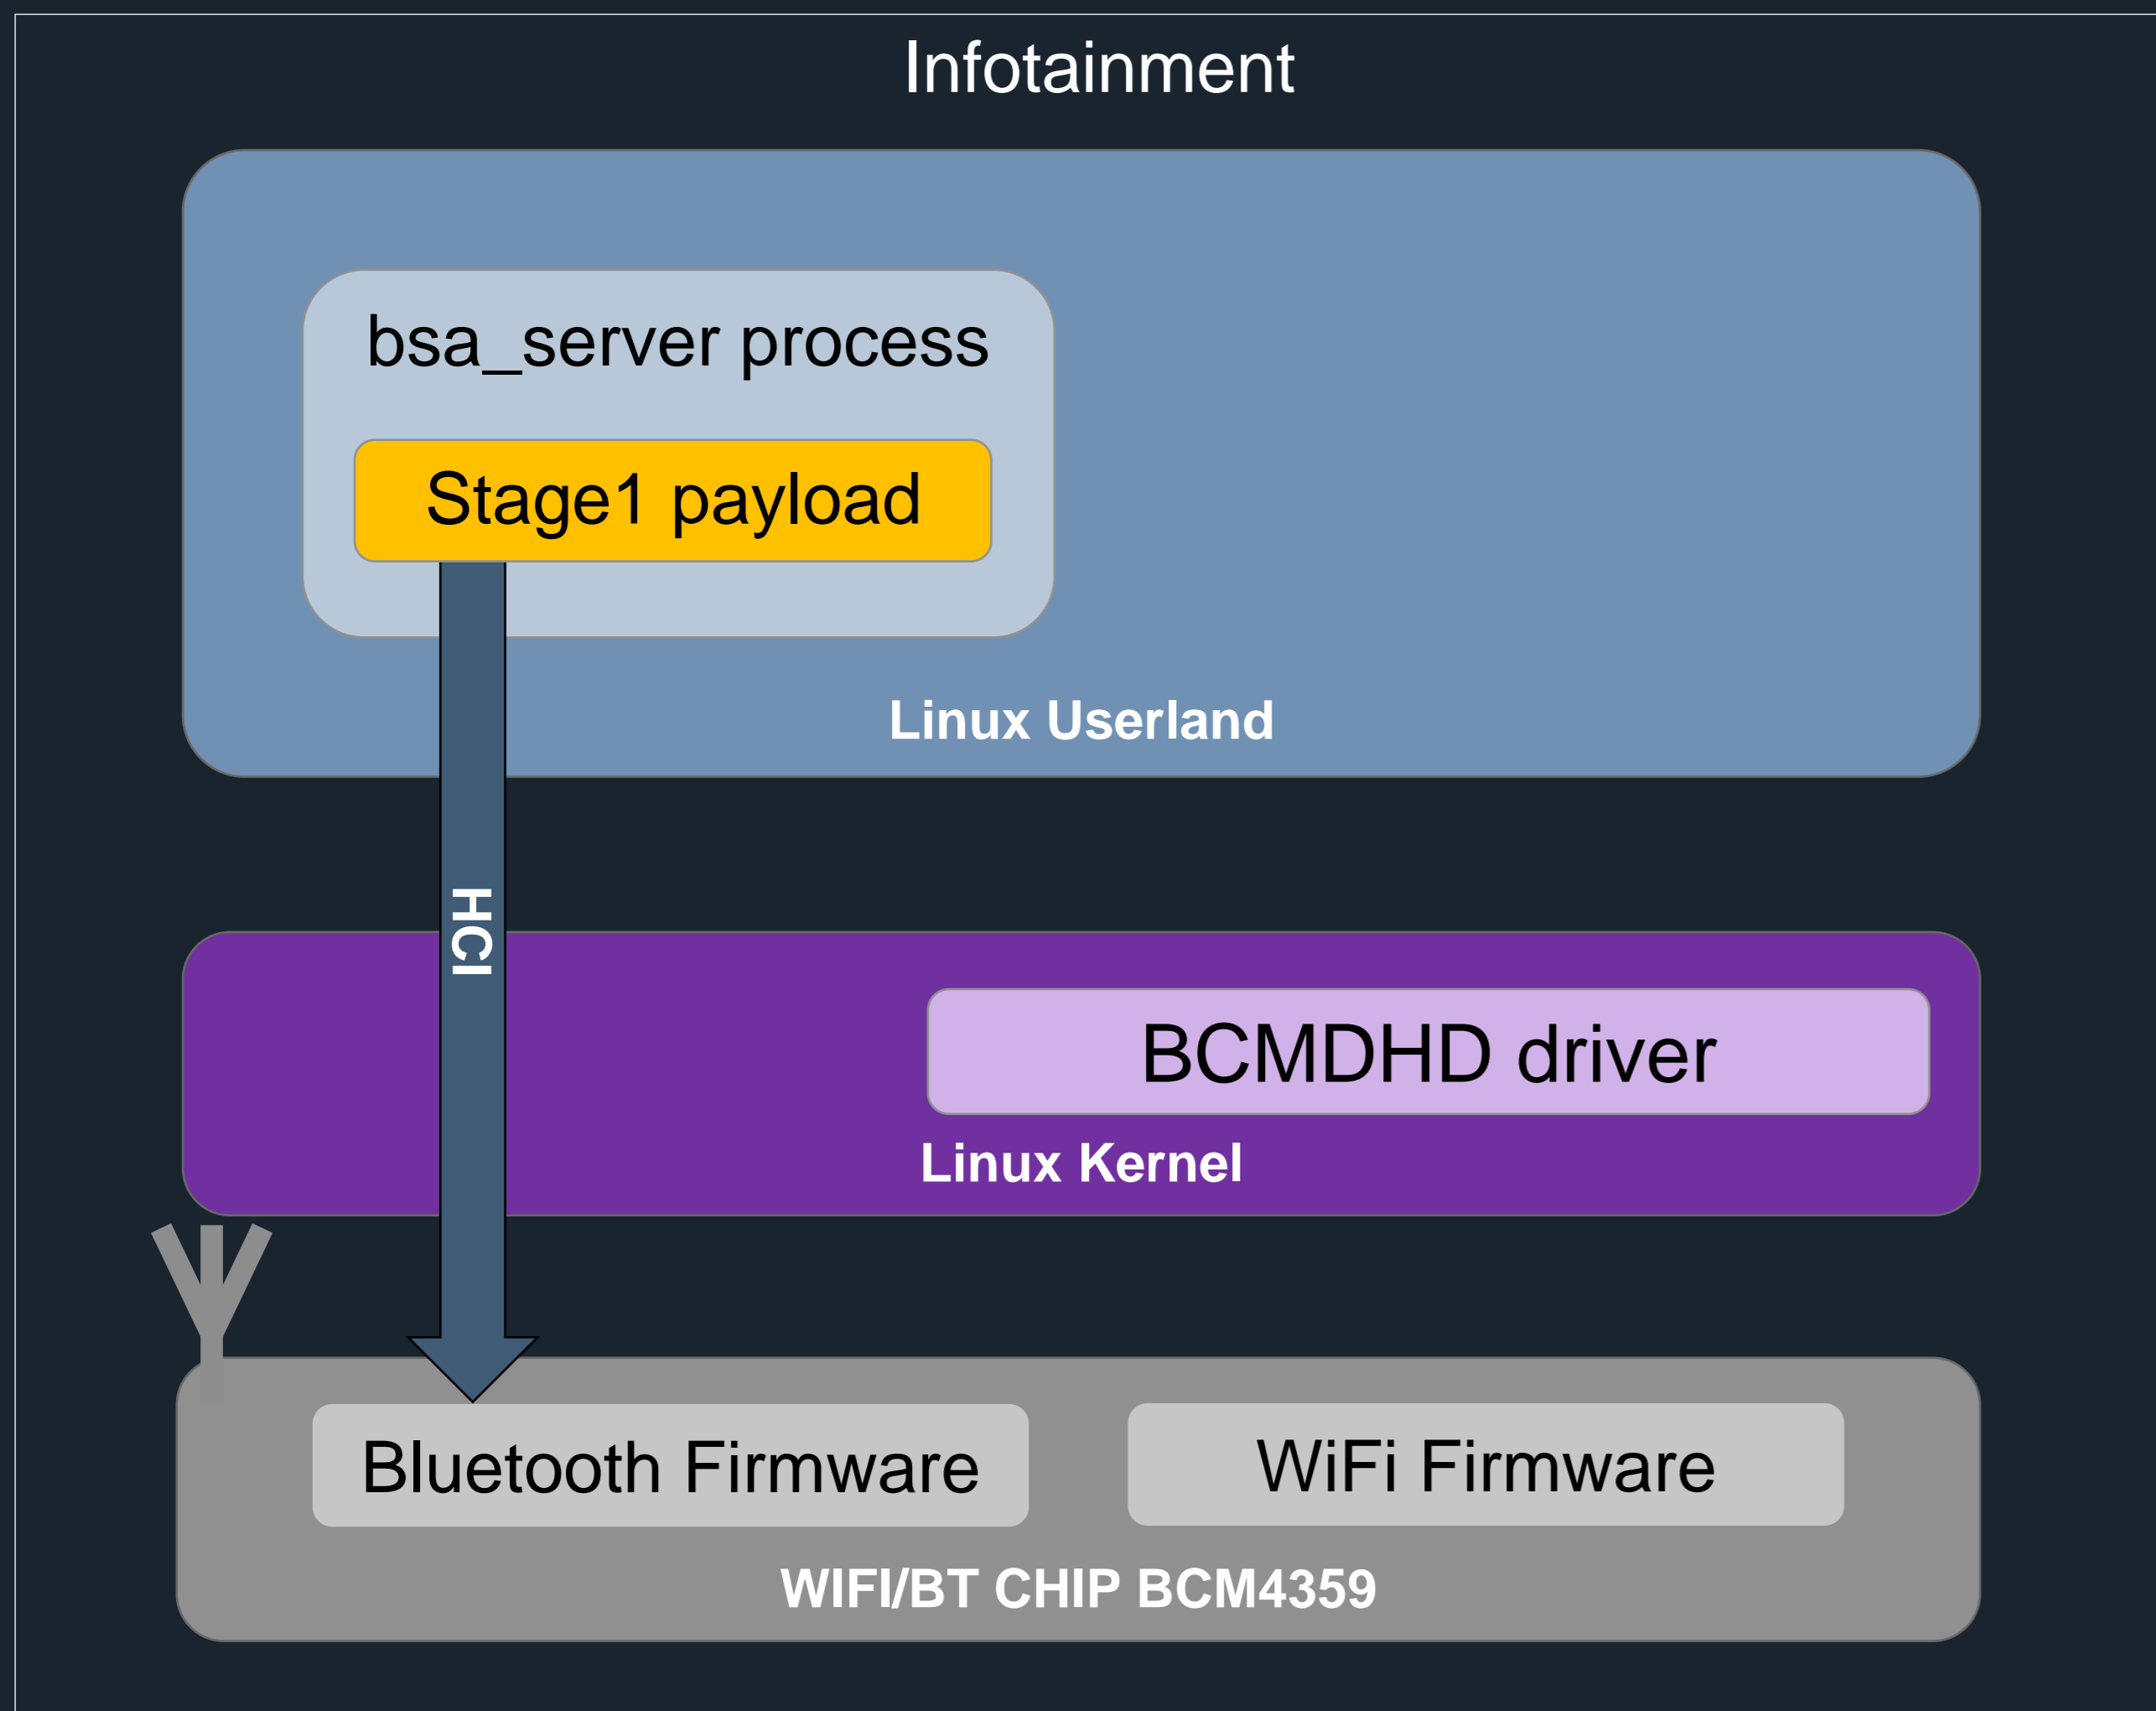 Infotainment
bsa_server process
Stage1 payload
Linux Userland
HCI
BCMDHD driver
Linux Kernel
Bluetooth Firmware
WiFi Firmware
WIFI/BT CHIP BCM4359